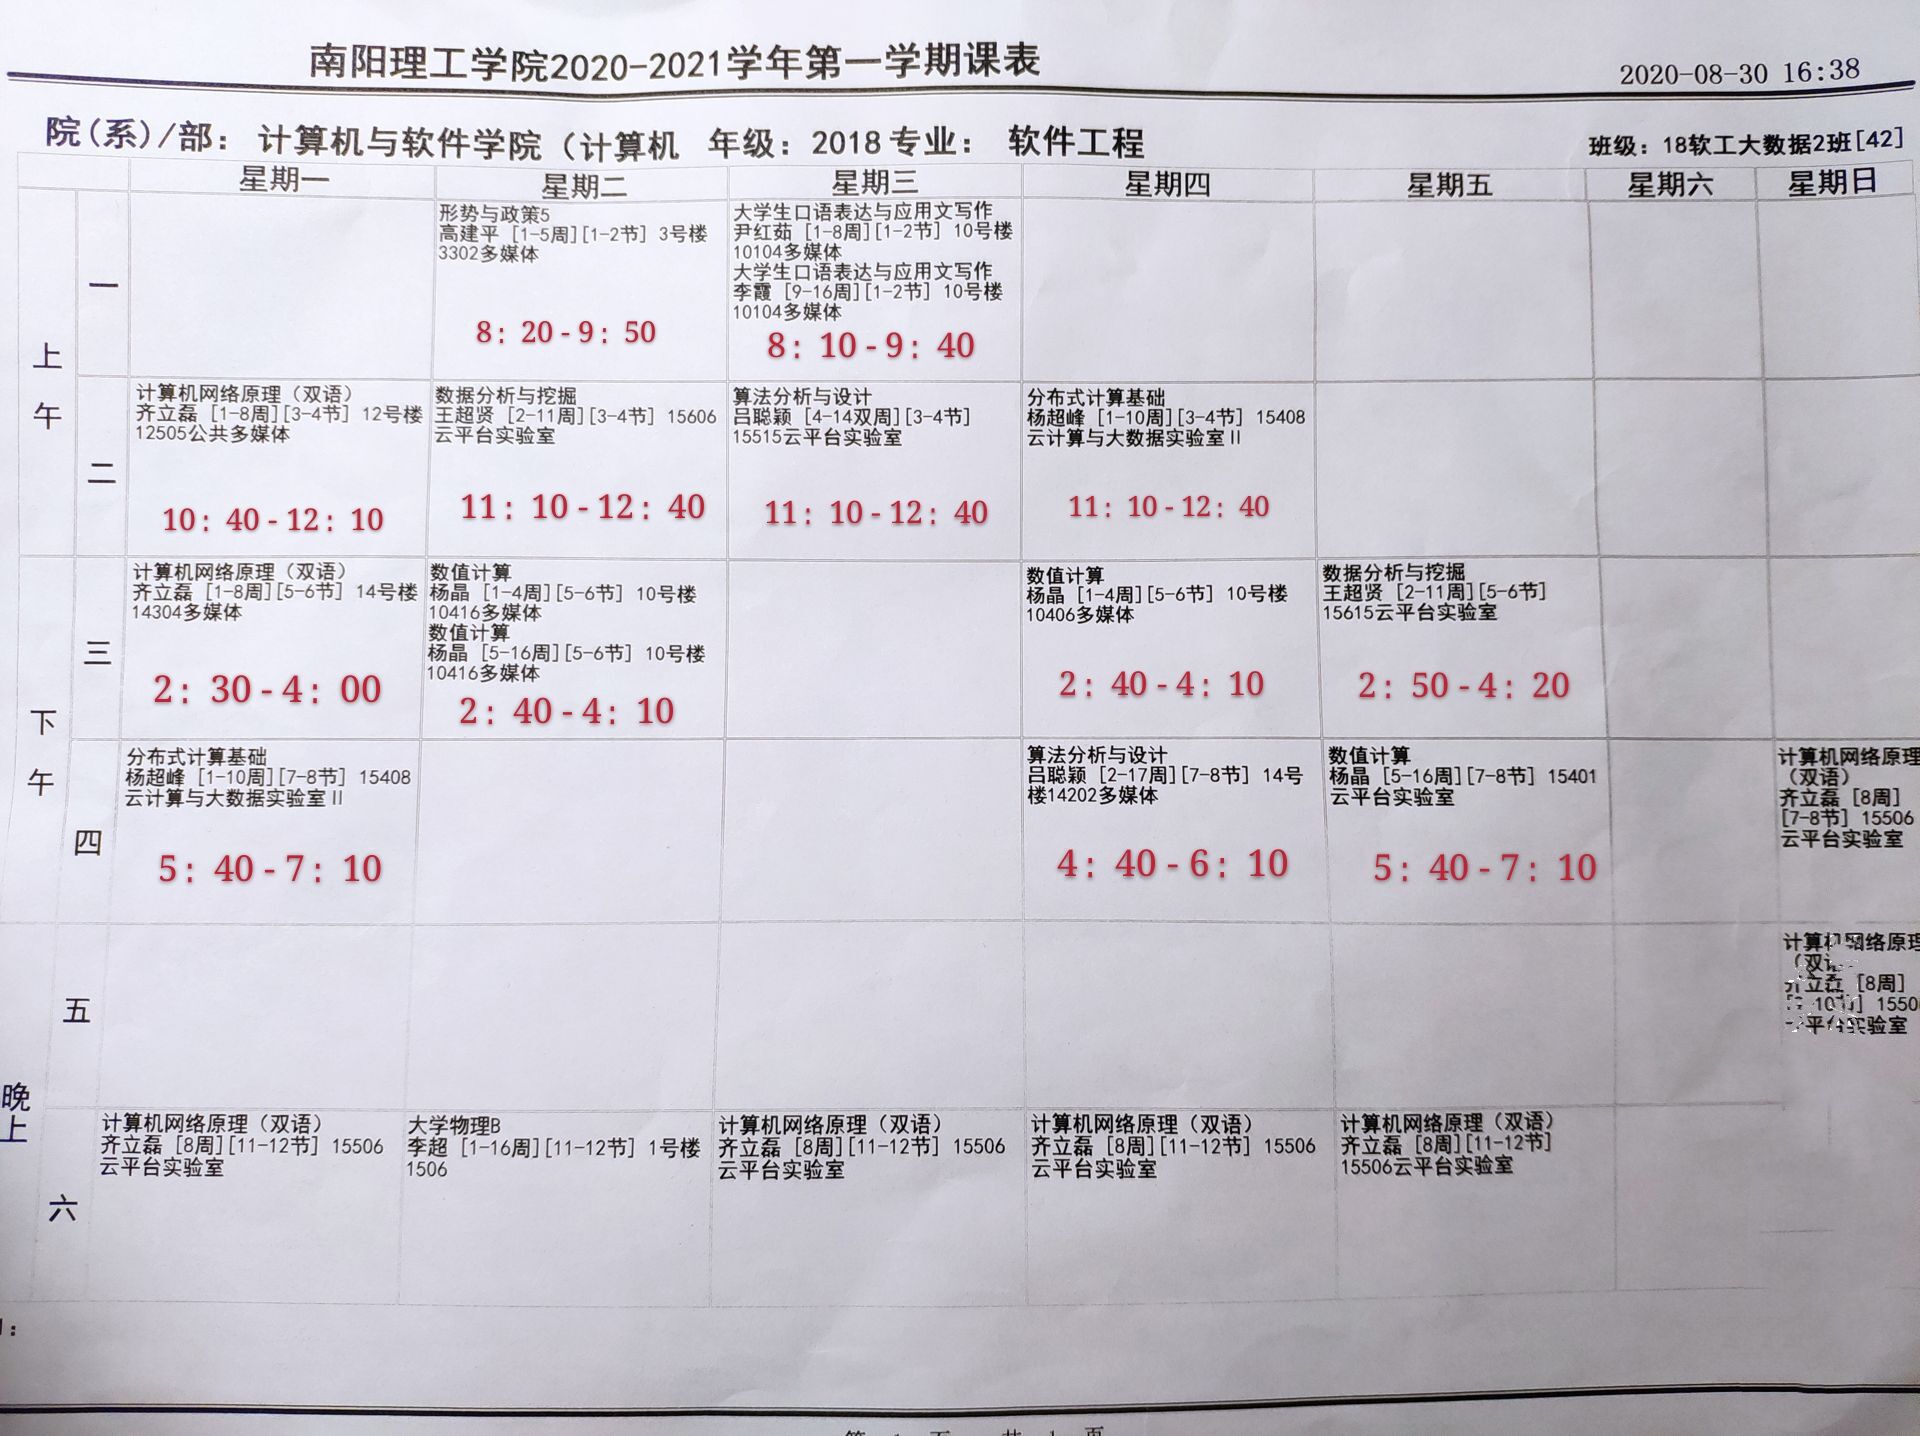 南阳理工学院2020-2021学年第一学期课表
2020-08-30 16:38
院(系)/部： 计算机与软件学院（计算机 年级：2018 专业： 软件工程
班级：18软工大数据2班[42]
星期一 星期二 星期三 星期四 星期五 星期六 星期日
上午
一
形势与政策5
高建平 [1-5周][1-2节] 3号楼
3302多媒体
8：20-9：50
大学生口语表达与应用文写作
尹红茹 [1-8周][1-2节] 10号楼
10104多媒体
大学生口语表达与应用文写作
李霞 [9-16周][1-2节] 10号楼
10104多媒体
8：10-9：40
二
计算机网络原理（双语）
齐立磊 [1-8周][3-4节] 12号楼
12505公共多媒体
10：40-12：10
数据分析与挖掘
王超贤 [2-11周][3-4节] 15606
云平台实验室
11：10-12：40
算法分析与设计
吕聪颖 [4-14双周][3-4节]
15515云平台实验室
11：10-12：40
分布式计算基础
杨超峰 [1-10周][3-4节] 15408
云计算与大数据实验室Ⅱ
11：10-12：40
下午
三
计算机网络原理（双语）
齐立磊 [1-8周][5-6节] 14号楼
14304多媒体
2：30-4：00
数值计算
杨晶 [1-4周][5-6节] 10号楼
10416多媒体
数值计算
杨晶 [5-16周][5-6节] 10号楼
10416多媒体
2：40-4：10
数值计算
杨晶 [1-4周][5-6节] 10号楼
10406多媒体
2：40-4：10
数据分析与挖掘
王超贤 [2-11周][5-6节]
15615云平台实验室
2：50-4：20
四
分布式计算基础
杨超峰 [1-10周][7-8节] 15408
云计算与大数据实验室Ⅱ
5：40-7：10
算法分析与设计
吕聪颖 [2-17周][7-8节] 14号
楼14202多媒体
4：40-6：10
数值计算
杨晶 [5-16周][7-8节] 15401
云平台实验室
5：40-7：10
计算机网络原理
（双语）
齐立磊 [8周]
[7-8节] 15506
云平台实验室
晚上
五
计算机网络原理
（双
齐立磊 [8周]
平台实验室
六
计算机网络原理（双语）
齐立磊 [8周][11-12节] 15506
云平台实验室
大学物理B
李超 [1-16周][11-12节] 1号楼
1506
计算机网络原理（双语）
齐立磊 [8周][11-12节] 15506
云平台实验室
计算机网络原理（双语）
齐立磊 [8周][11-12节] 15506
云平台实验室
计算机网络原理（双语）
齐立磊 [8周][11-12节]
15506云平台实验室